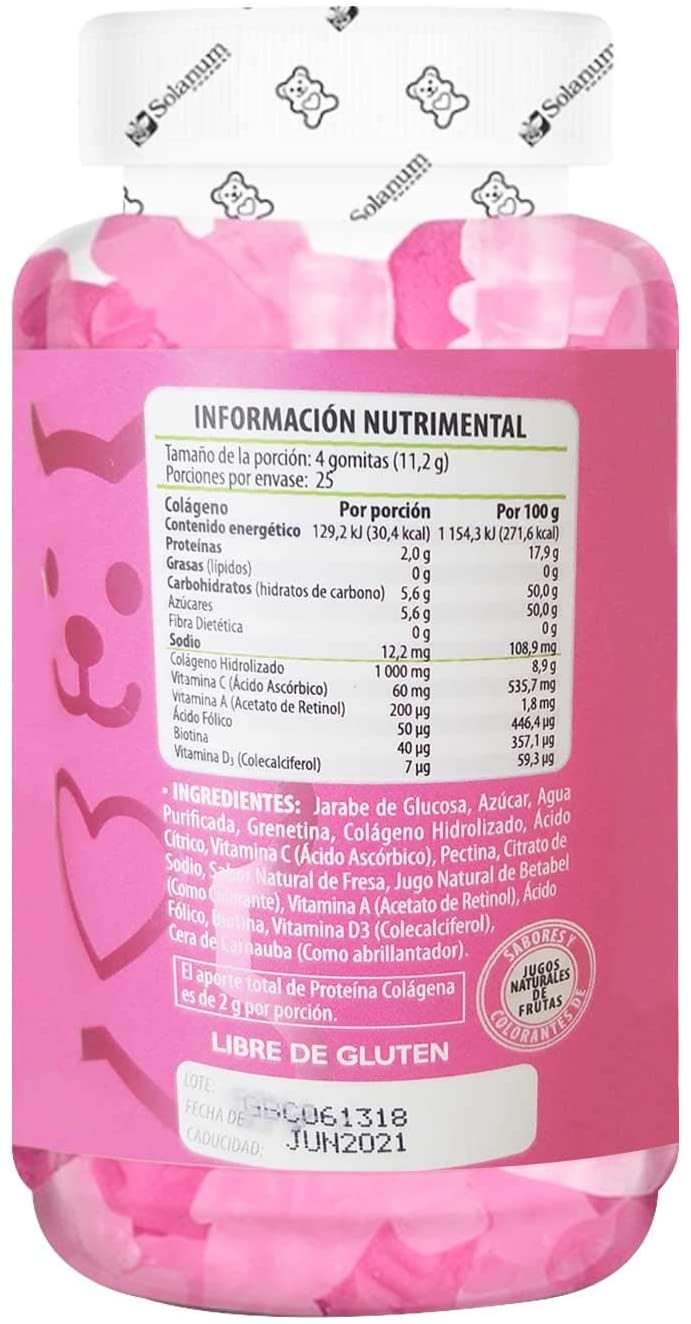 Solanum
Solanum
Solanum
INFORMACIÓN NUTRIMENTAL
Tamaño de la porción: 4 gomitas (11,2 g)
Porciones por envase: 25
Colágeno Por porción Por 100 g
Contenido energético 129,2 kJ (30,4 kcal) 1 154,3 kJ (271,6 kcal)
Proteínas 2,0 g 17,9 g
Grasas (lípidos) 0 g 0 g
Carbohidratos (hidratos de carbono) 5,6 g 50,0 g
Azúcares 5,6 g 50,0 g
Fibra Dietética 0 g 0 g
Sodio 12,2 mg 108,9 mg
Colágeno Hidrolizado 1 000 mg 8,9 g
Vitamina C (Ácido Ascórbico) 60 mg 535,7 mg
Vitamina A (Acetato de Retinol) 200 µg 1,8 mg
Ácido Fólico 50 µg 446,4 µg
Biotina 40 µg 357,1 µg
Vitamina D₃ (Colecalciferol) 7 µg 59,3 µg
• INGREDIENTES: Jarabe de Glucosa, Azúcar, Agua
Purificada, Grenetina, Colágeno Hidrolizado, Ácido
Cítrico, Vitamina C (Ácido Ascórbico), Pectina, Citrato de
Sodio, Sabor Natural de Fresa, Jugo Natural de Betabel
(Como Colorante), Vitamina A (Acetato de Retinol), Ácido
Fólico, Biotina, Vitamina D3 (Colecalciferol),
Cera de Carnauba (Como abrillantador).
El aporte total de Proteína Colágena
es de 2 g por porción.
SABORES Y
COLORANTES DE
JUGOS
NATURALES
DE
FRUTAS
LIBRE DE GLUTEN
LOTE:
FECHA DE 061318
CADUCIDAD: JUN2021